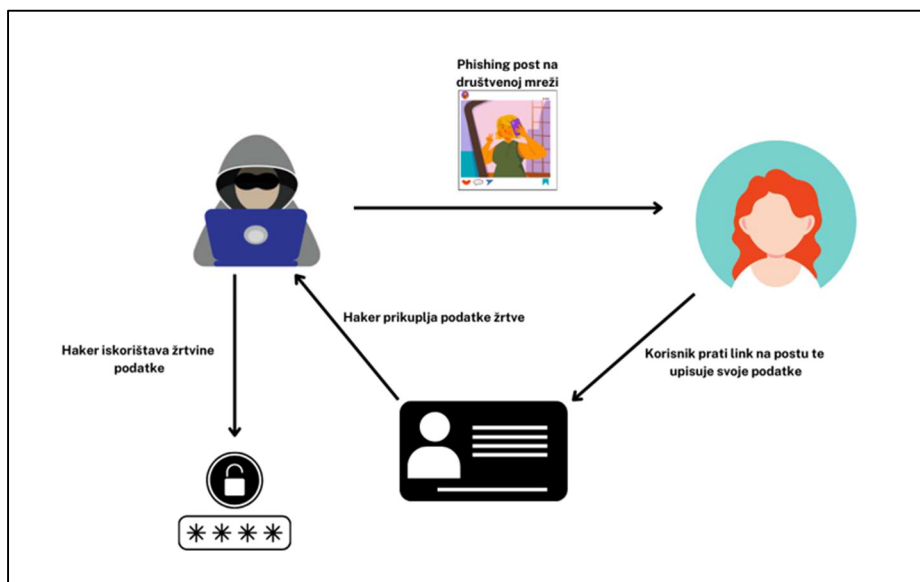 Phishing post na
društvenoj mreži
Haker prikuplja podatke žrtve
Haker iskorištava žrtvine
podatke
Korisnik prati link na postu te
upisuje svoje podatke
****